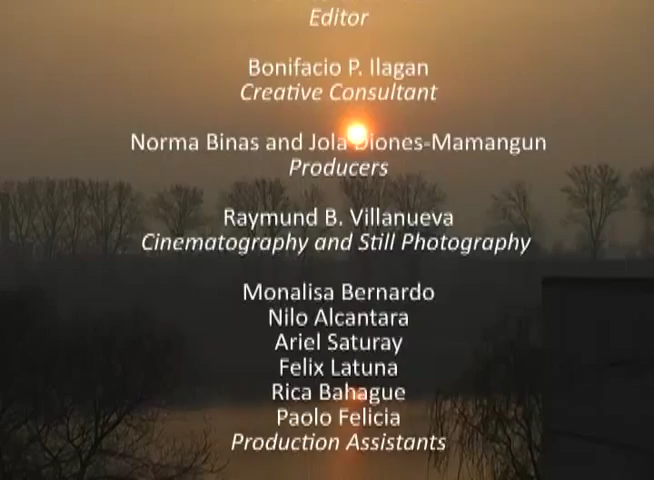 Editor
Bonifacio P. Ilagan
Creative Consultant
Norma Binas and Jola Diones-Mamangun
Producers
Raymund B. Villanueva
Cinematography and Still Photography
Monalisa Bernardo
Nilo Alcantara
Ariel Saturay
Felix Latuna
Rica Bahague
Paolo Felicia
Production Assistants